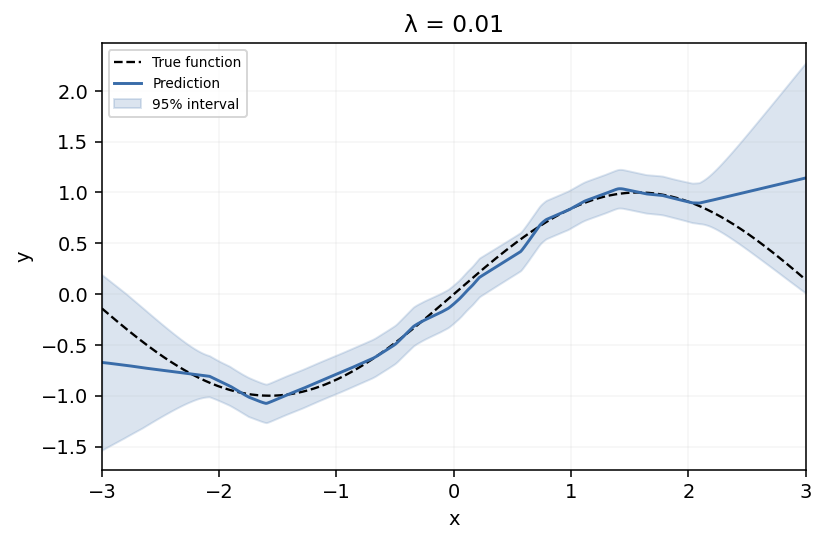 λ = 0.01
True function
Prediction
95% interval
y
2.0
1.5
1.0
0.5
0.0
−0.5
−1.0
−1.5
−3 −2 −1 0 1 2 3
x